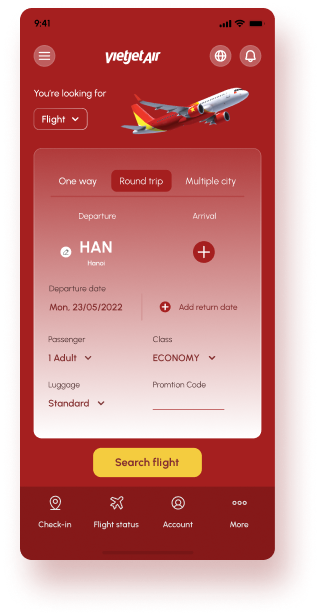 9:41
vietjetAir
You're looking for
Flight
One way Round trip Multiple city
Departure Arrival
HAN
Hanoi
Departure date
Mon, 23/05/2022 Add return date
Passenger Class
1 Adult ECONOMY
Luggage Promtion Code
Standard
Search flight
Check-in Flight status Account More